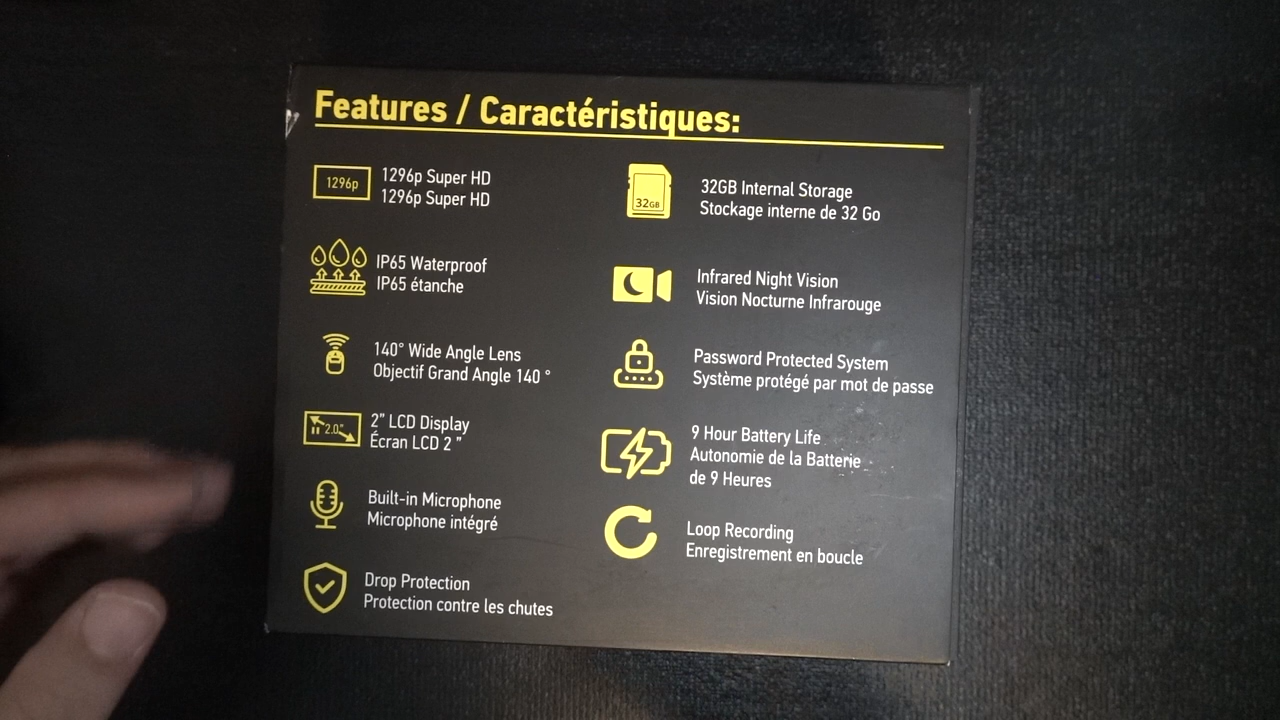 Features / Caractéristiques:
1296p
1296p Super HD
1296p Super HD
IP65 Waterproof
IP65 étanche
140° Wide Angle Lens
Objectif Grand Angle 140 °
2.0"
2" LCD Display
Écran LCD 2 "
Built-in Microphone
Microphone intégré
Drop Protection
Protection contre les chutes
32GB
32GB Internal Storage
Stockage interne de 32 Go
Infrared Night Vision
Vision Nocturne Infrarouge
Password Protected System
Système protégé par mot de passe
9 Hour Battery Life
Autonomie de la Batterie
de 9 Heures
Loop Recording
Enregistrement en boucle